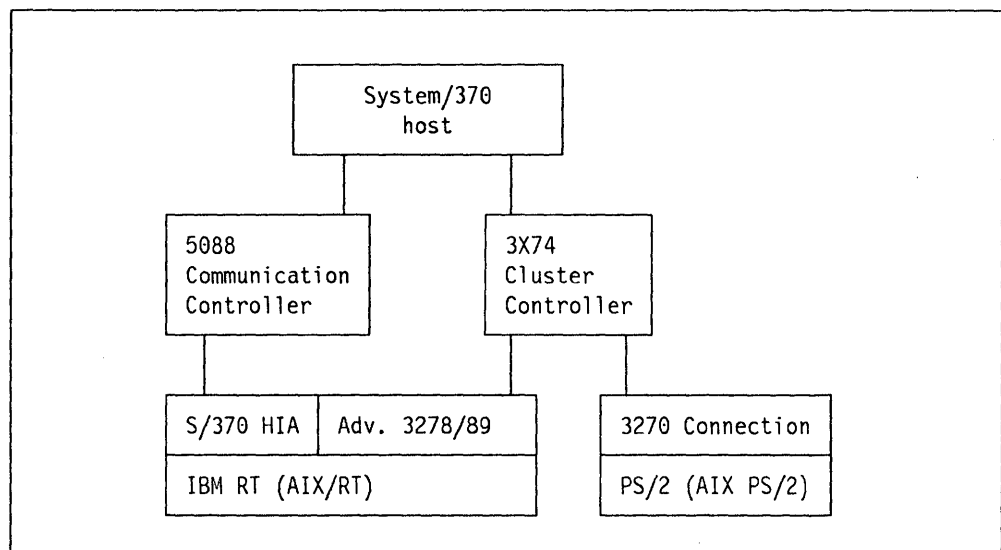 System/370
host
5088
Communication
Controller
3X74
Cluster
Controller
S/370 HIA
Adv. 3278/89
IBM RT (AIX/RT)
3270 Connection
PS/2 (AIX PS/2)